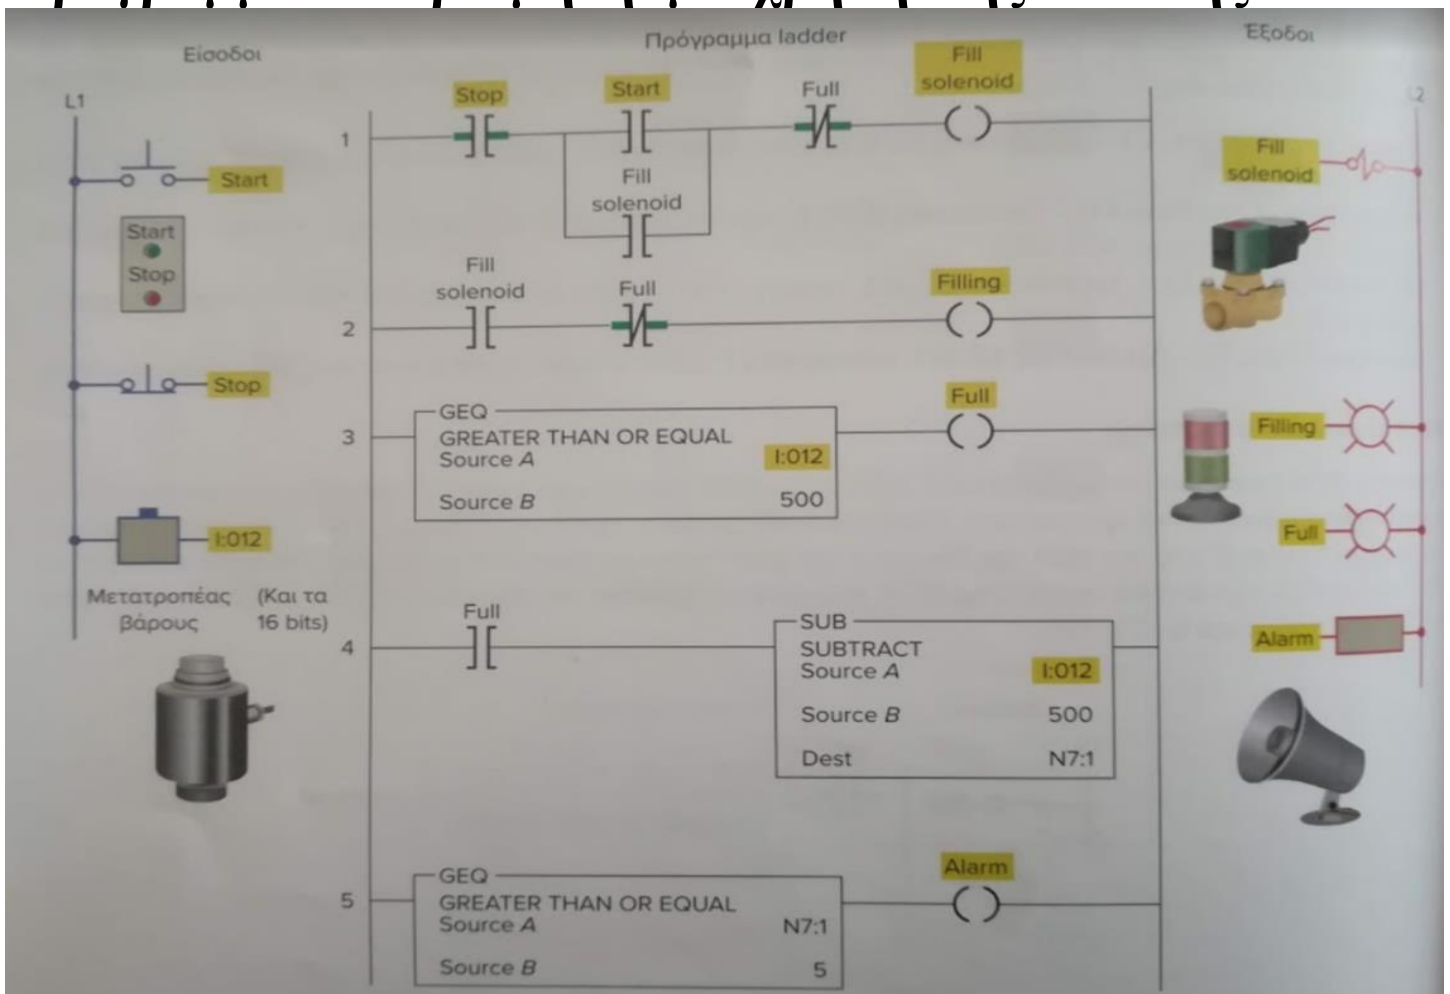 Είσοδοι
Πρόγραμμα ladder
Έξοδοι
L1
Start
Start
Stop
Stop
I:012
Μετατροπέας βάρους
(Και τα 16 bits)
1
Stop
Start
Full
Fill solenoid
Fill solenoid
2
Fill solenoid
Full
Filling
3
GEQ
GREATER THAN OR EQUAL
Source A
I:012
Source B
500
Full
4
Full
SUB
SUBTRACT
Source A
I:012
Source B
500
Dest
N7:1
5
GEQ
GREATER THAN OR EQUAL
Source A
N7:1
Source B
5
Alarm
Fill solenoid
Filling
Full
Alarm